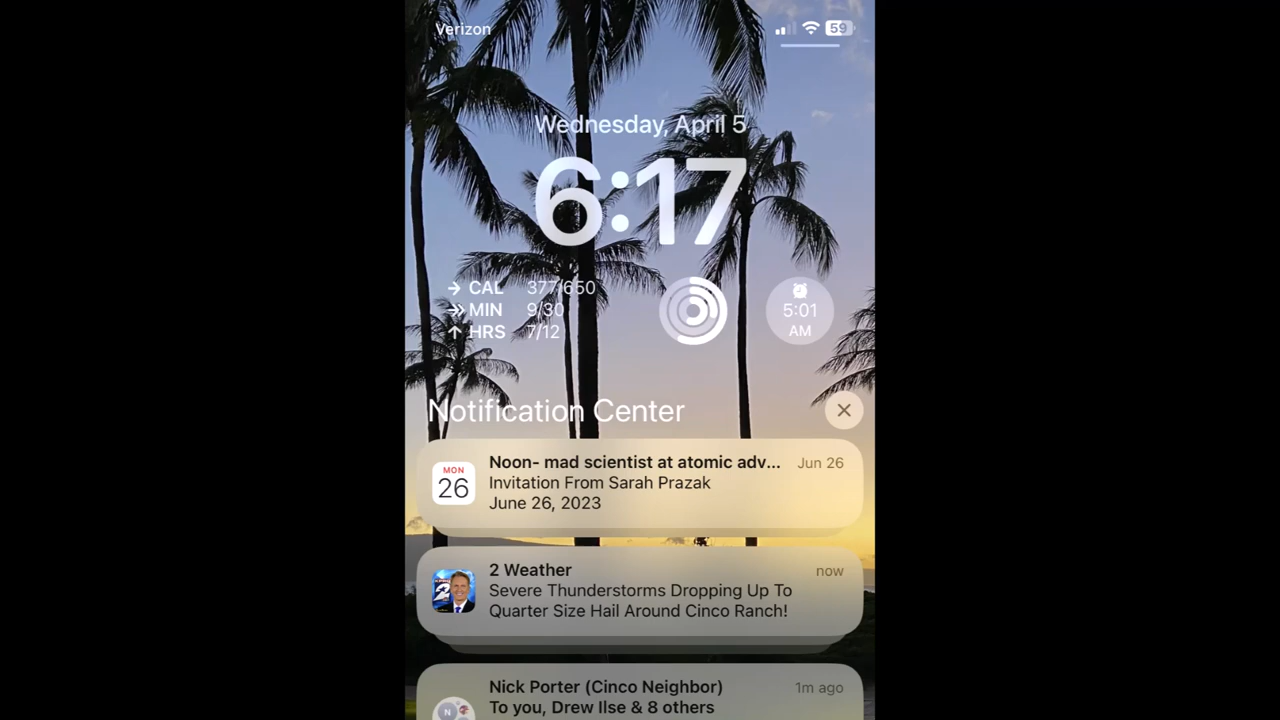 Verizon
59
Wednesday, April 5
6:17
CAL 377/650
MIN 9/30
HRS 7/12
5:01
AM
Notification Center
Noon- mad scientist at atomic adv...
Jun 26
MON
26
Invitation From Sarah Prazak
June 26, 2023
2 Weather
now
2
Severe Thunderstorms Dropping Up To
Quarter Size Hail Around Cinco Ranch!
Nick Porter (Cinco Neighbor)
1m ago
To you, Drew Ilse & 8 others
N